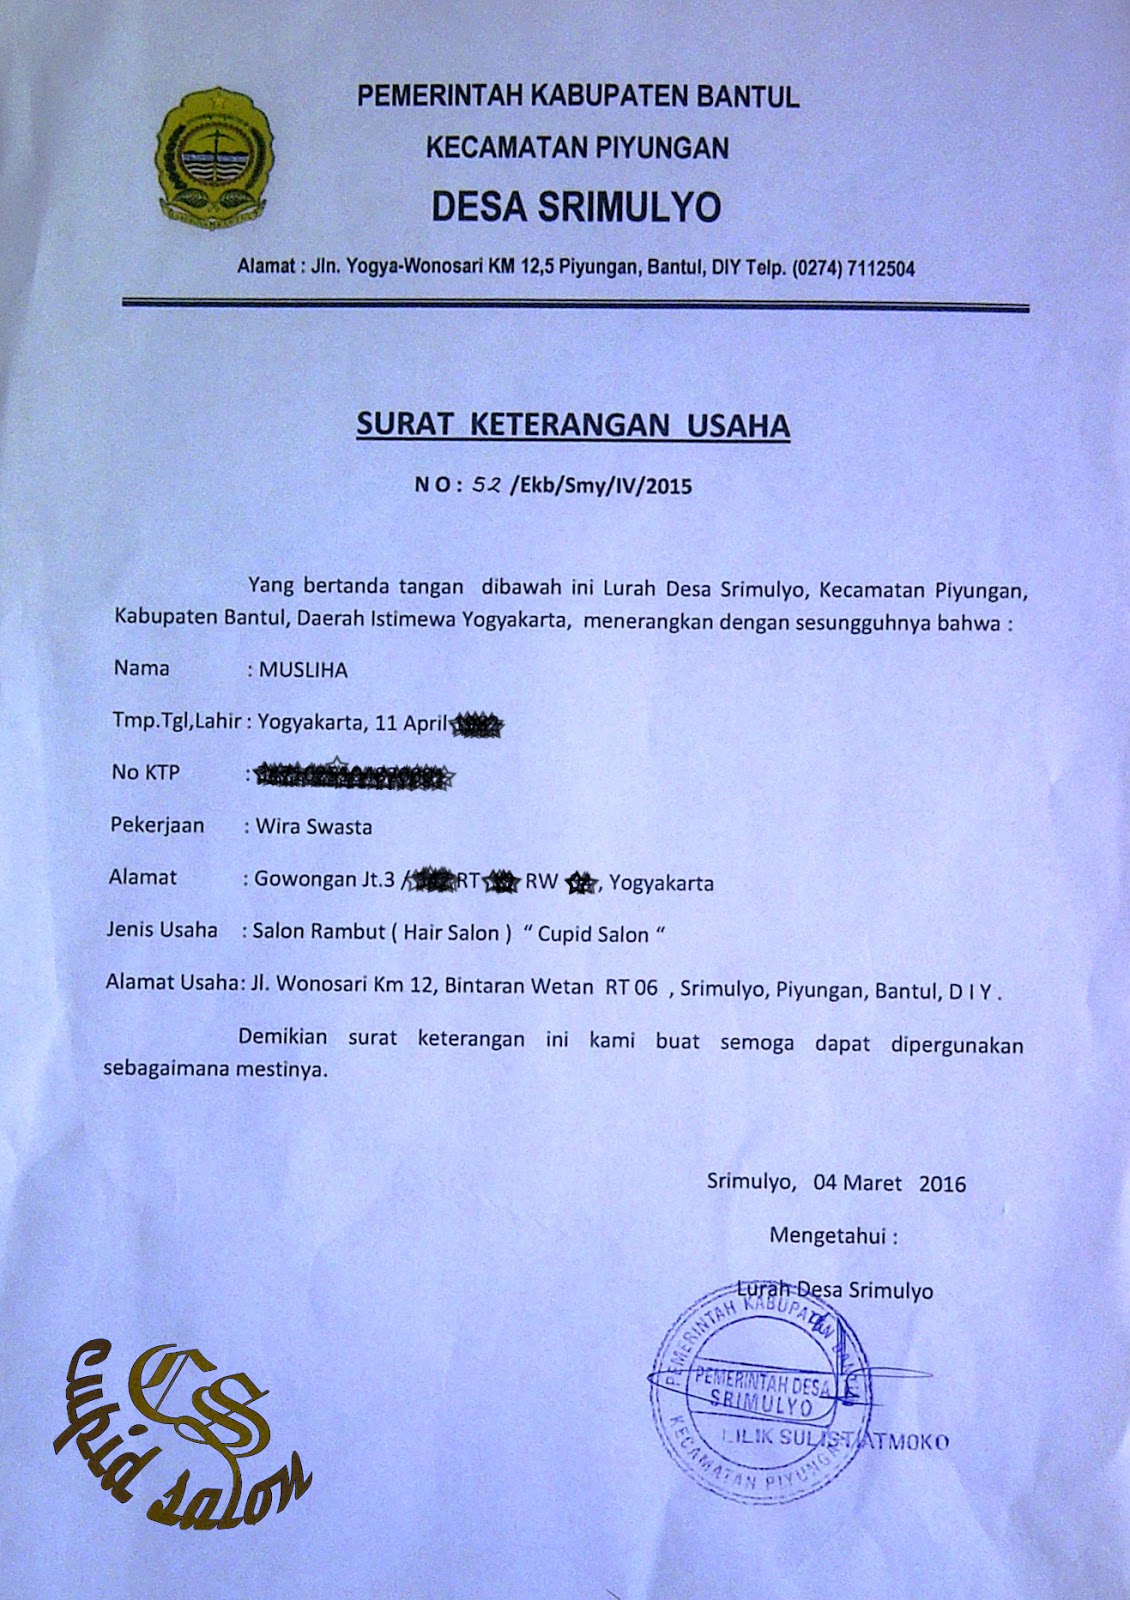 PEMERINTAH KABUPATEN BANTUL
KECAMATAN PIYUNGAN
DESA SRIMULYO
Alamat : Jln. Yogya-Wonosari KM 12,5 Piyungan, Bantul, DIY Telp. (0274) 7112504
SURAT KETERANGAN USAHA
N O : 52 /Ekb/Smy/IV/2015
Yang bertanda tangan dibawah ini Lurah Desa Srimulyo, Kecamatan Piyungan,
Kabupaten Bantul, Daerah Istimewa Yogyakarta, menerangkan dengan sesungguhnya bahwa :
Nama : MUSLIHA
Tmp.Tgl,Lahir : Yogyakarta, 11 April
No KTP :
Pekerjaan : Wira Swasta
Alamat : Gowongan Jt.3 / RT RW , Yogyakarta
Jenis Usaha : Salon Rambut ( Hair Salon ) “ Cupid Salon “
Alamat Usaha: Jl. Wonosari Km 12, Bintaran Wetan RT 06 , Srimulyo, Piyungan, Bantul, D I Y .
Demikian surat keterangan ini kami buat semoga dapat dipergunakan
sebagaimana mestinya.
Srimulyo, 04 Maret 2016
Mengetahui :
Lurah Desa Srimulyo
PEMERINTAH KABUPATAN BANTUL
PEMERINTAH DESA
SRIMULYO
KECAMATAN PIYUNGAN
LILIK SULISTIATMOKO
CS
cupid salon